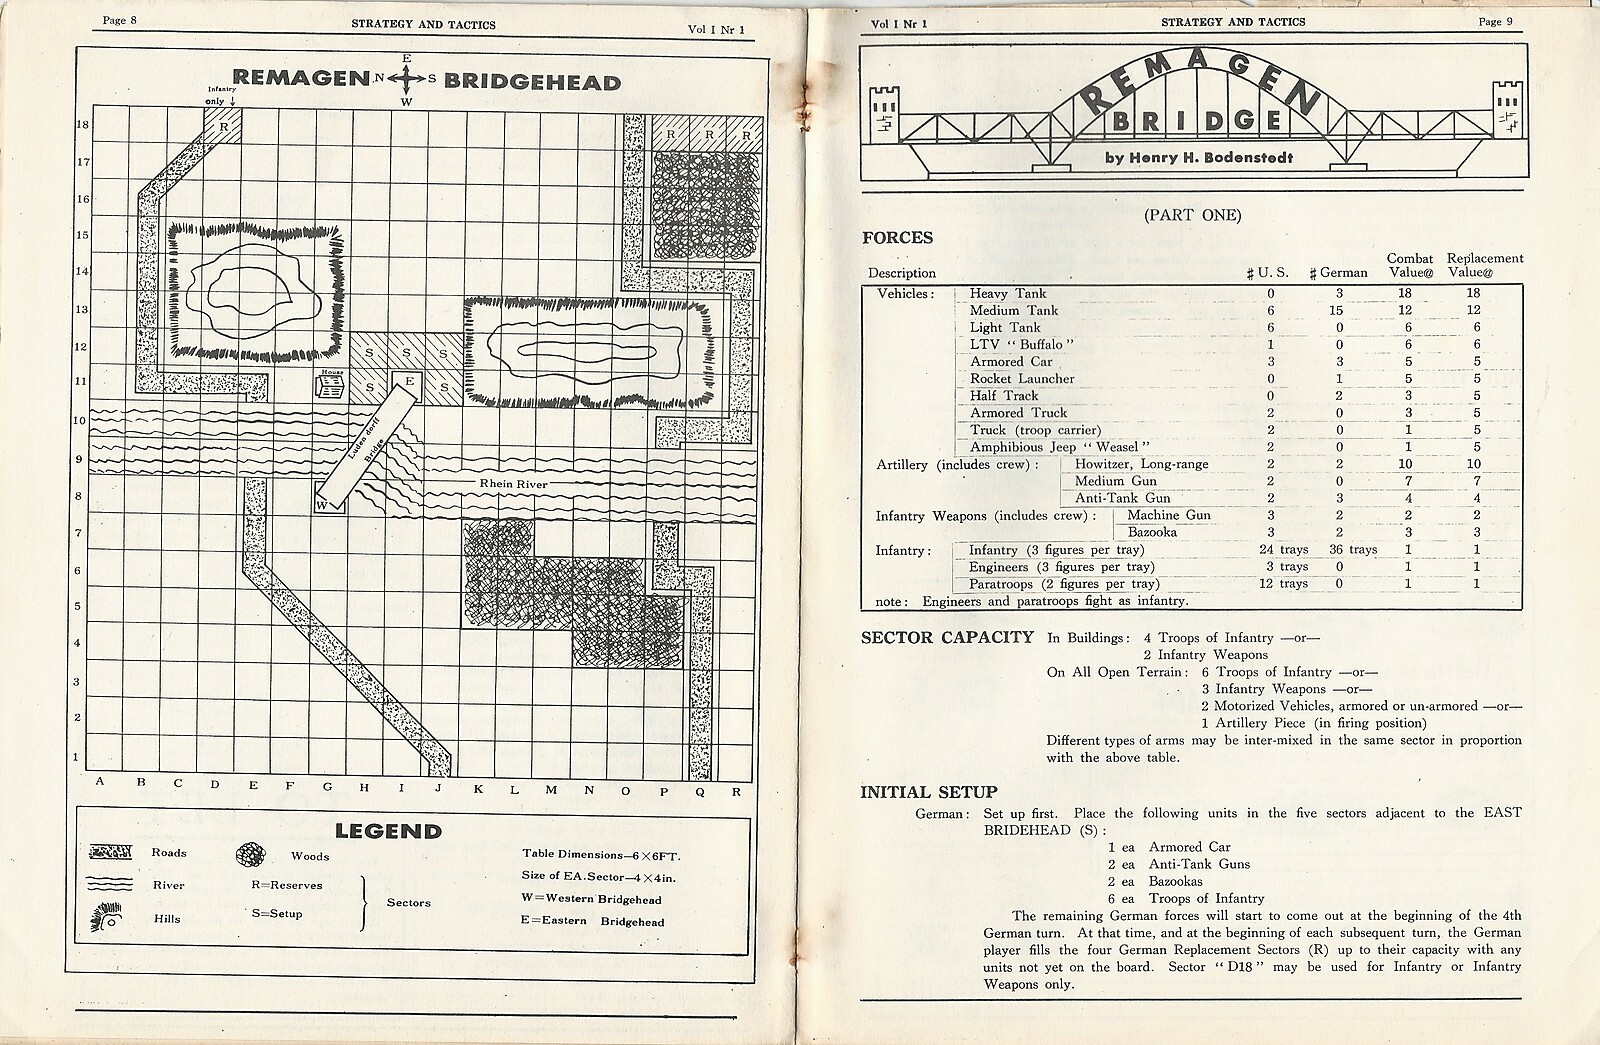 Page 8
STRATEGY AND TACTICS
Vol I Nr 1
REMAGEN BRIDGEHEAD
E
N S
W
Infantry
only
R
R R R
18
17
16
15
14
13
12
11
10
9
8
7
6
5
4
3
2
1
S S S
S E S
House
Luden dorff
Bridge
Rhein River
W
A B C D E F G H I J K L M N O P Q R
LEGEND
Roads
Woods
Table Dimensions—6 X 6FT.
River
R=Reserves
Size of EA. Sector—4 X 4in.
Sectors
W=Western Bridgehead
Hills
S=Setup
E=Eastern Bridgehead
Vol I Nr 1
STRATEGY AND TACTICS
Page 9
REMAGEN
BRIDGE
by Henry H. Bodenstedt
(PART ONE)
FORCES
Description # U. S. # German Combat Value@ Replacement Value@
Vehicles : Heavy Tank 0 3 18 18
Medium Tank 6 15 12 12
Light Tank 6 0 6 6
LTV “ Buffalo ” 1 0 6 6
Armored Car 3 3 5 5
Rocket Launcher 0 1 5 5
Half Track 0 2 3 5
Armored Truck 2 0 3 5
Truck (troop carrier) 2 0 1 5
Amphibious Jeep “ Weasel ” 2 0 1 5
Artillery (includes crew) : Howitzer, Long-range 2 2 10 10
Medium Gun 2 0 7 7
Anti-Tank Gun 2 3 4 4
Infantry Weapons (includes crew) : Machine Gun 3 2 2 2
Bazooka 3 2 3 3
Infantry : Infantry (3 figures per tray) 24 trays 36 trays 1 1
Engineers (3 figures per tray) 3 trays 0 1 1
Paratroops (2 figures per tray) 12 trays 0 1 1
note : Engineers and paratroops fight as infantry.
SECTOR CAPACITY In Buildings : 4 Troops of Infantry —or—
2 Infantry Weapons
On All Open Terrain : 6 Troops of Infantry —or—
3 Infantry Weapons —or—
2 Motorized Vehicles, armored or un-armored —or—
1 Artillery Piece (in firing position)
Different types of arms may be inter-mixed in the same sector in proportion
with the above table.
INITIAL SETUP
German : Set up first. Place the following units in the five sectors adjacent to the EAST
BRIDEHEAD (S) :
1 ea Armored Car
2 ea Anti-Tank Guns
2 ea Bazookas
6 ea Troops of Infantry
The remaining German forces will start to come out at the beginning of the 4th
German turn. At that time, and at the beginning of each subsequent turn, the German
player fills the four German Replacement Sectors (R) up to their capacity with any
units not yet on the board. Sector “ D18 ” may be used for Infantry or Infantry
Weapons only.